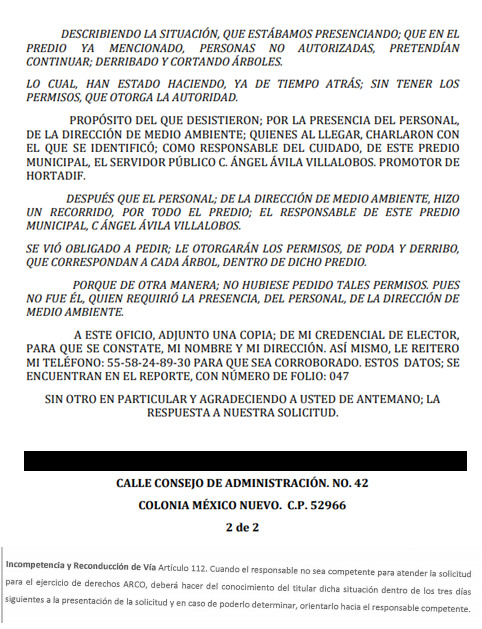 DESCRIBIENDO LA SITUACIÓN, QUE ESTÁBAMOS PRESENCIANDO; QUE EN EL
PREDIO YA MENCIONADO, PERSONAS NO AUTORIZADAS, PRETENDÍAN
CONTINUAR; DERRIBADO Y CORTANDO ÁRBOLES.
LO CUAL, HAN ESTADO HACIENDO, YA DE TIEMPO ATRÁS; SIN TENER LOS
PERMISOS, QUE OTORGA LA AUTORIDAD.
PROPÓSITO DEL QUE DESISTIERON; POR LA PRESENCIA DEL PERSONAL,
DE LA DIRECCIÓN DE MEDIO AMBIENTE; QUIENES AL LLEGAR, CHARLARON CON
EL QUE SE IDENTIFICÓ; COMO RESPONSABLE DEL CUIDADO, DE ESTE PREDIO
MUNICIPAL, EL SERVIDOR PÚBLICO C. ÁNGEL ÁVILA VILLALOBOS. PROMOTOR DE
HORTADIF.
DESPUÉS QUE EL PERSONAL; DE LA DIRECCIÓN DE MEDIO AMBIENTE, HIZO
UN RECORRIDO, POR TODO EL PREDIO; EL RESPONSABLE DE ESTE PREDIO
MUNICIPAL, C ÁNGEL ÁVILA VILLALOBOS.
SE VIÓ OBLIGADO A PEDIR; LE OTORGARÁN LOS PERMISOS, DE PODA Y DERRIBO,
QUE CORRESPONDAN A CADA ÁRBOL, DENTRO DE DICHO PREDIO.
PORQUE DE OTRA MANERA; NO HUBIESE PEDIDO TALES PERMISOS. PUES
NO FUE ÉL, QUIEN REQUIRIÓ LA PRESENCIA, DEL PERSONAL, DE LA DIRECCIÓN DE
MEDIO AMBIENTE.
A ESTE OFICIO, ADJUNTO UNA COPIA; DE MI CREDENCIAL DE ELECTOR,
PARA QUE SE CONSTATE, MI NOMBRE Y MI DIRECCIÓN. ASÍ MISMO, LE REITERO
MI TELÉFONO: 55-58-24-89-30 PARA QUE SEA CORROBORADO. ESTOS DATOS; SE
ENCUENTRAN EN EL REPORTE, CON NÚMERO DE FOLIO: 047
SIN OTRO EN PARTICULAR Y AGRADECIENDO A USTED DE ANTEMANO; LA
RESPUESTA A NUESTRA SOLICITUD.
CALLE CONSEJO DE ADMINISTRACIÓN. NO. 42
COLONIA MÉXICO NUEVO. C.P. 52966
2 de 2
Incompetencia y Reconducción de Vía Artículo 112. Cuando el responsable no sea competente para atender la solicitud
para el ejercicio de derechos ARCO, deberá hacer del conocimiento del titular dicha situación dentro de los tres días
siguientes a la presentación de la solicitud y en caso de poderlo determinar, orientarlo hacia el responsable competente.